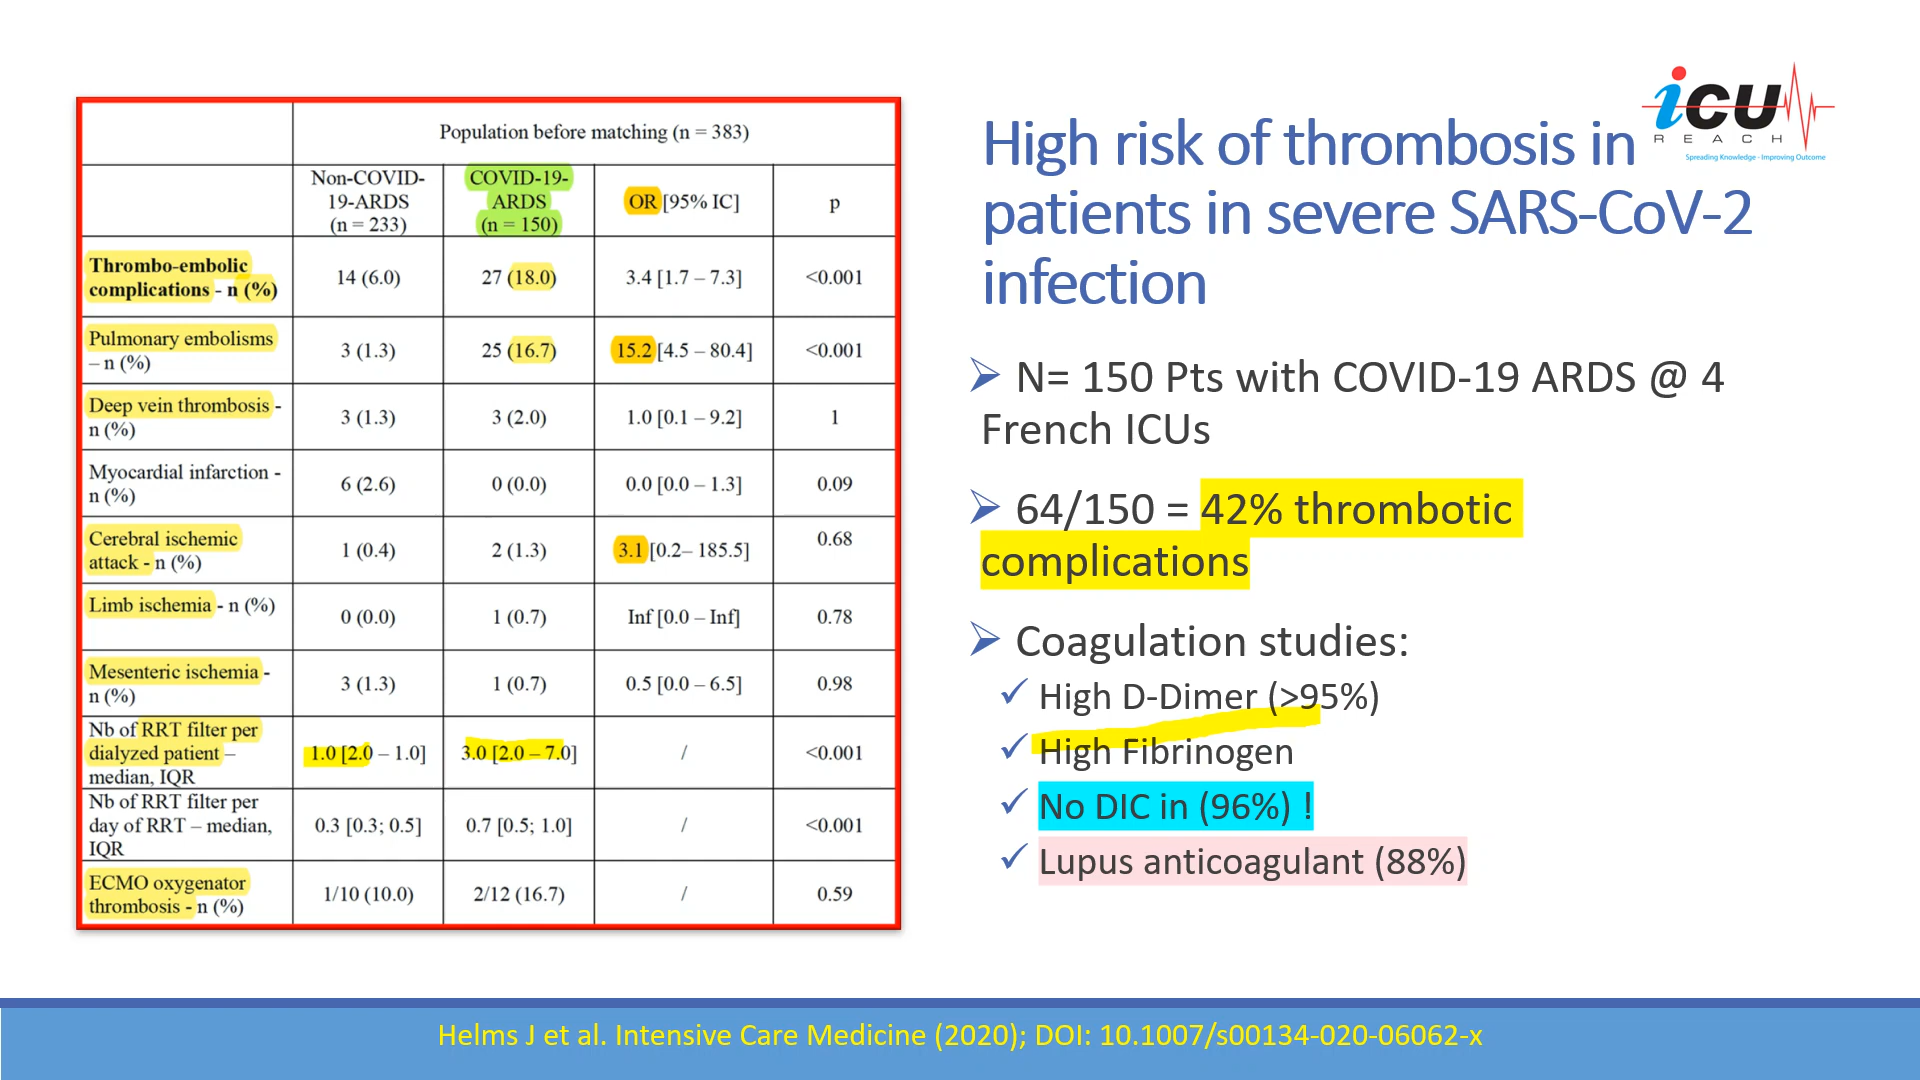 Population before matching (n = 383)
Non-COVID-
19-ARDS
(n = 233)
COVID-19-
ARDS
(n = 150)
OR [95% IC]
p
Thrombo-embolic
complications - n (%)
14 (6.0)
27 (18.0)
3.4 [1.7 – 7.3]
<0.001
Pulmonary embolisms
– n (%)
3 (1.3)
25 (16.7)
15.2 [4.5 – 80.4]
<0.001
Deep vein thrombosis -
n (%)
3 (1.3)
3 (2.0)
1.0 [0.1 – 9.2]
1
Myocardial infarction -
n (%)
6 (2.6)
0 (0.0)
0.0 [0.0 – 1.3]
0.09
Cerebral ischemic
attack - n (%)
1 (0.4)
2 (1.3)
3.1 [0.2– 185.5]
0.68
Limb ischemia - n (%)
0 (0.0)
1 (0.7)
Inf [0.0 – Inf]
0.78
Mesenteric ischemia -
n (%)
3 (1.3)
1 (0.7)
0.5 [0.0 – 6.5]
0.98
Nb of RRT filter per
dialyzed patient –
median, IQR
1.0 [2.0 – 1.0]
3.0 [2.0 – 7.0]
/
<0.001
Nb of RRT filter per
day of RRT – median,
IQR
0.3 [0.3; 0.5]
0.7 [0.5; 1.0]
/
<0.001
ECMO oxygenator
thrombosis - n (%)
1/10 (10.0)
2/12 (16.7)
/
0.59
icu
REACH
Spreading Knowledge - Improving Outcome
High risk of thrombosis in
patients in severe SARS-CoV-2
infection
N= 150 Pts with COVID-19 ARDS @ 4
French ICUs
64/150 = 42% thrombotic
complications
Coagulation studies:
✓ High D-Dimer (>95%)
✓ High Fibrinogen
✓ No DIC in (96%) !
✓ Lupus anticoagulant (88%)
Helms J et al. Intensive Care Medicine (2020); DOI: 10.1007/s00134-020-06062-x